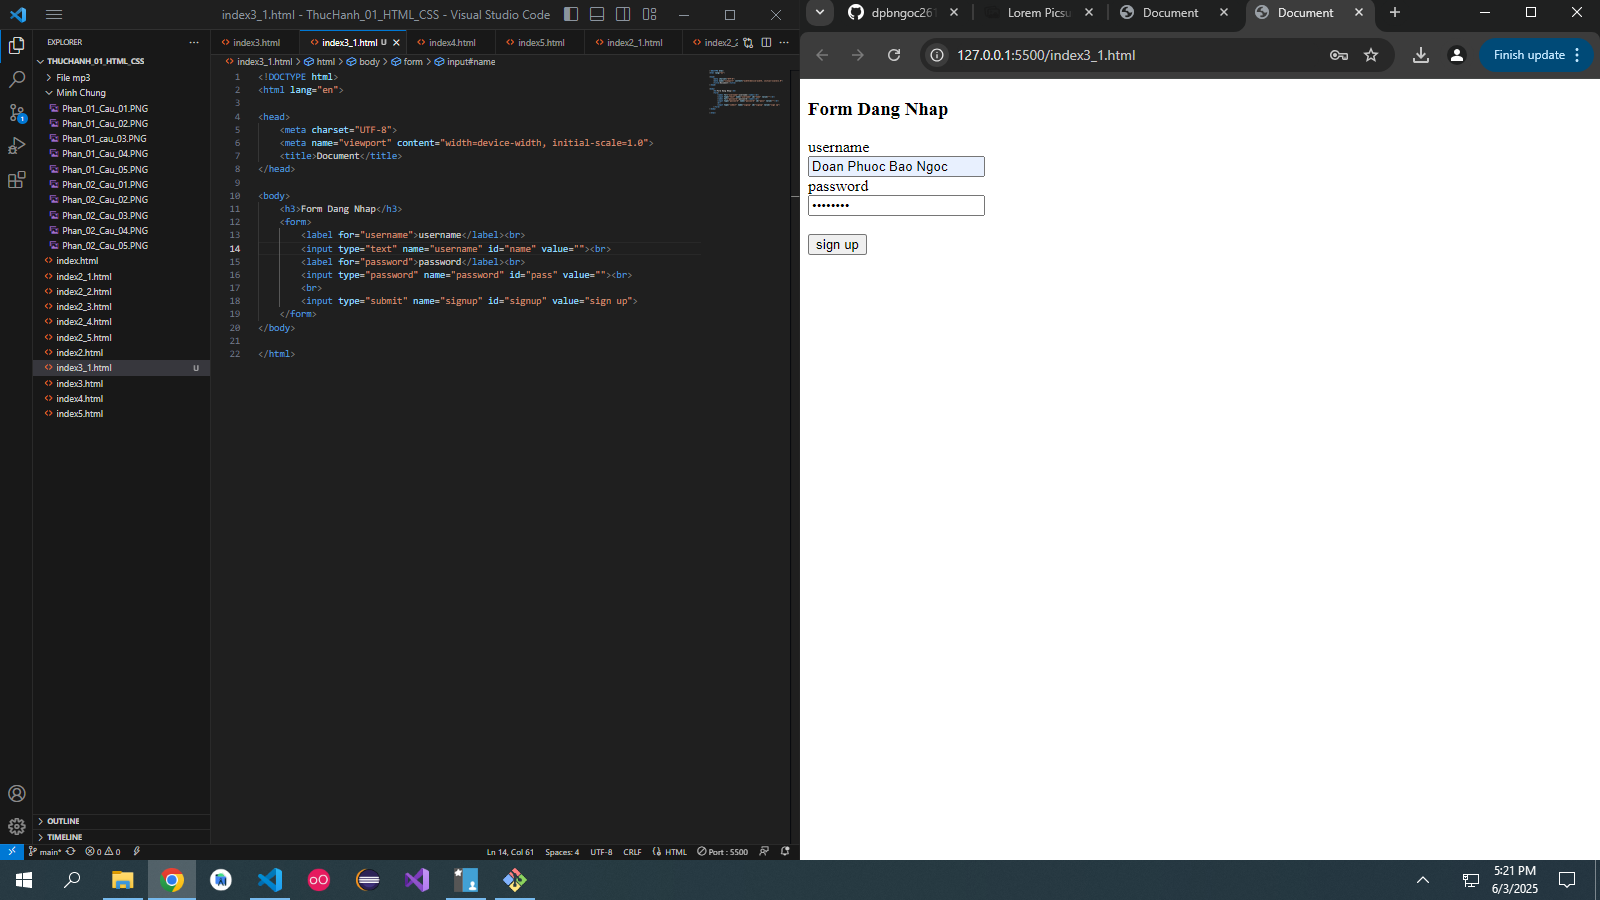 index3_1.html - ThucHanh_01_HTML_CSS - Visual Studio Code
EXPLORER
THUCHANH_01_HTML_CSS
File mp3
Minh Chung
Phan_01_Cau_01.PNG
Phan_01_Cau_02.PNG
Phan_01_cau_03.PNG
Phan_01_Cau_04.PNG
Phan_01_Cau_05.PNG
Phan_02_Cau_01.PNG
Phan_02_Cau_02.PNG
Phan_02_Cau_03.PNG
Phan_02_Cau_04.PNG
Phan_02_Cau_05.PNG
index.html
index2_1.html
index2_2.html
index2_3.html
index2_4.html
index2_5.html
index2.html
index3_1.html U
index3.html
index4.html
index5.html
OUTLINE
TIMELINE
index3.html index3_1.html U index4.html index5.html index2_1.html index2_2
index3_1.html > html > body > form > input#name
1 <!DOCTYPE html>
2 <html lang="en">
3
4 <head>
5 <meta charset="UTF-8">
6 <meta name="viewport" content="width=device-width, initial-scale=1.0">
7 <title>Document</title>
8 </head>
9
10 <body>
11 <h3>Form Dang Nhap</h3>
12 <form>
13 <label for="username">username</label><br>
14 <input type="text" name="username" id="name" value=""><br>
15 <label for="password">password</label><br>
16 <input type="password" name="password" id="pass" value=""><br>
17 <br>
18 <input type="submit" name="signup" id="signup" value="sign up">
19 </form>
20 </body>
21
22 </html>
main* 0 0 Ln 14, Col 61 Spaces: 4 UTF-8 CRLF HTML Port : 5500
dpbngoc261 Lorem Picsu Document Document
127.0.0.1:5500/index3_1.html Finish update
Form Dang Nhap
username
Doan Phuoc Bao Ngoc
password
••••••••
sign up
5:21 PM
6/3/2025